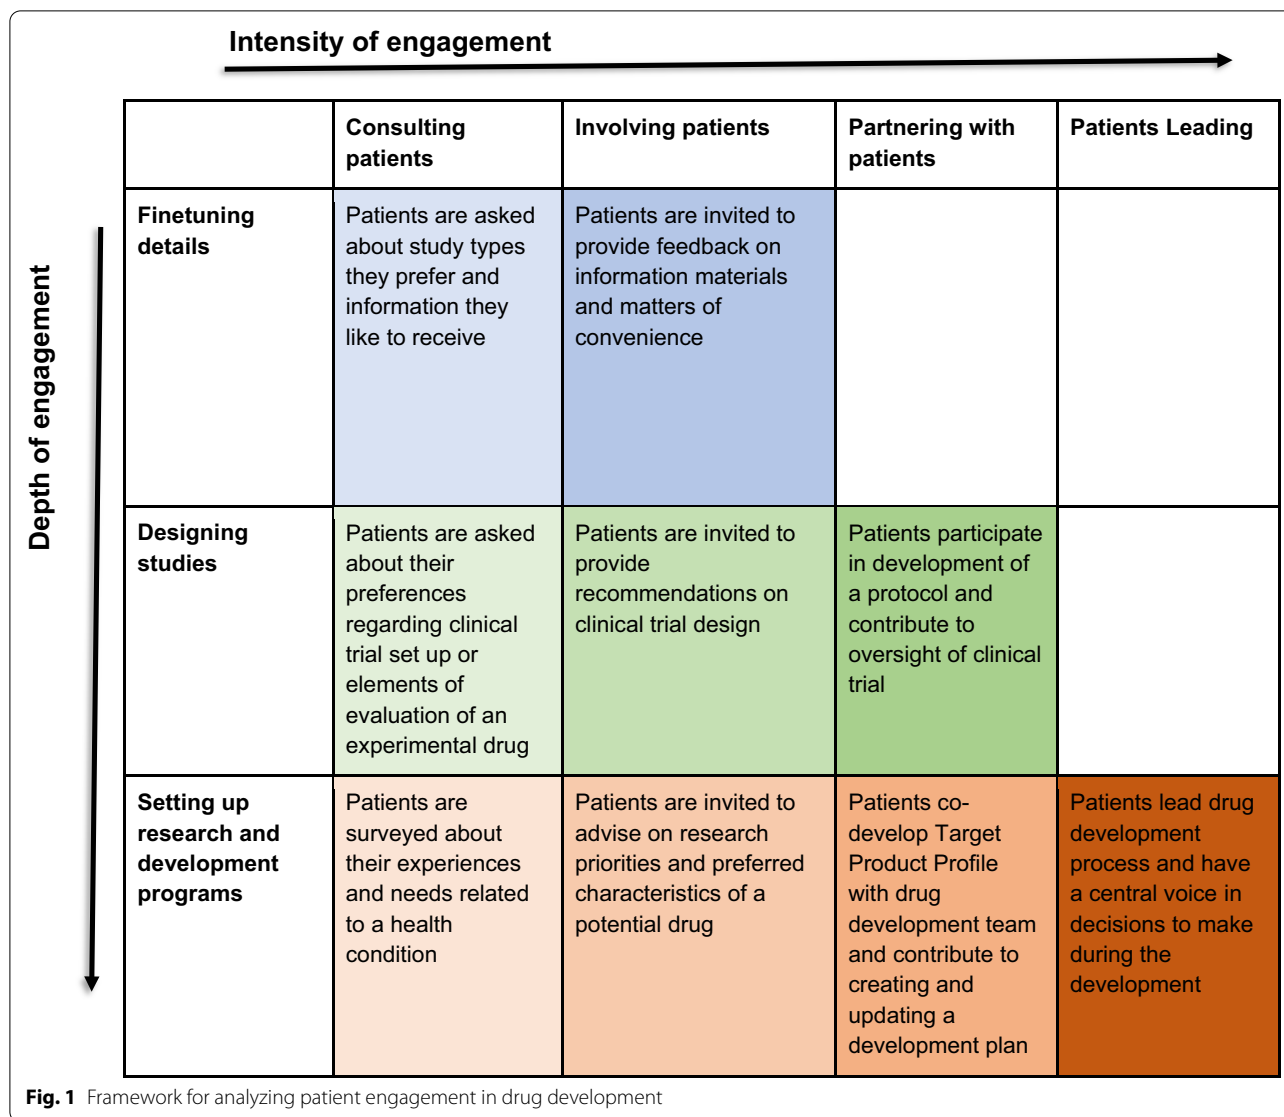 Intensity of engagement
Depth of engagement
Consulting
patients
Involving patients
Partnering with
patients
Patients Leading
Finetuning
details
Patients are asked
about study types
they prefer and
information they
like to receive
Patients are invited to
provide feedback on
information materials
and matters of
convenience
Designing
studies
Patients are asked
about their
preferences
regarding clinical
trial set up or
elements of
evaluation of an
experimental drug
Patients are invited to
provide
recommendations on
clinical trial design
Patients participate
in development of
a protocol and
contribute to
oversight of clinical
trial
Setting up
research and
development
programs
Patients are
surveyed about
their experiences
and needs related
to a health
condition
Patients are invited to
advise on research
priorities and preferred
characteristics of a
potential drug
Patients co-
develop Target
Product Profile
with drug
development team
and contribute to
creating and
updating a
development plan
Patients lead drug
development
process and have
a central voice in
decisions to make
during the
development
Fig. 1 Framework for analyzing patient engagement in drug development